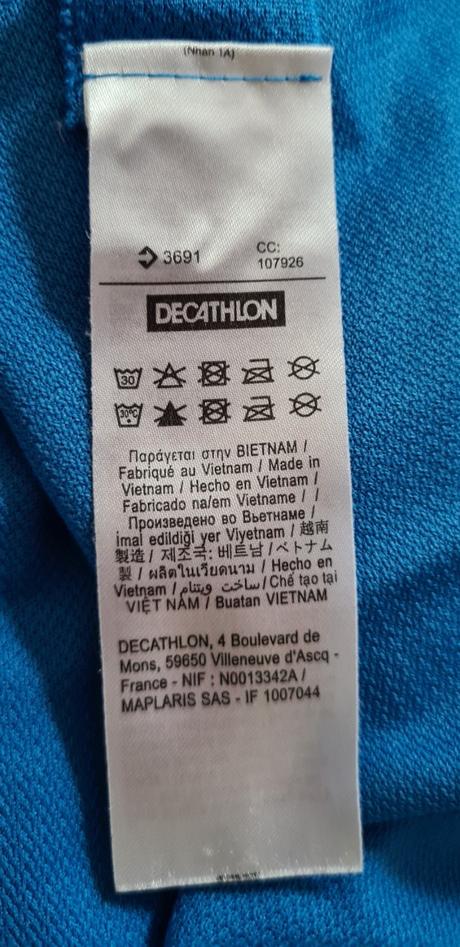 (Nhãn 1A)
3691
CC:
107926
DECATHLON
30
30°C
Παράγεται στην ΒΙΕΤΝΑΜ /
Fabriqué au Vietnam / Made in
Vietnam / Hecho en Vietnam /
Fabricado na/em Vietname / /
Произведено во Вьетнаме /
imal edildiği yer Viyetnam / 越南
製造 / 제조국: 베트남 / ベトナム
製 / ผลิตในเวียดนาม / Hecho en
Vietnam / ساخت ویتنام / Chế tạo tại
VIỆT NAM / Buatan VIETNAM
DECATHLON, 4 Boulevard de
Mons, 59650 Villeneuve d'Ascq -
France - NIF : N0013342A /
MAPLARIS SAS - IF 1007044